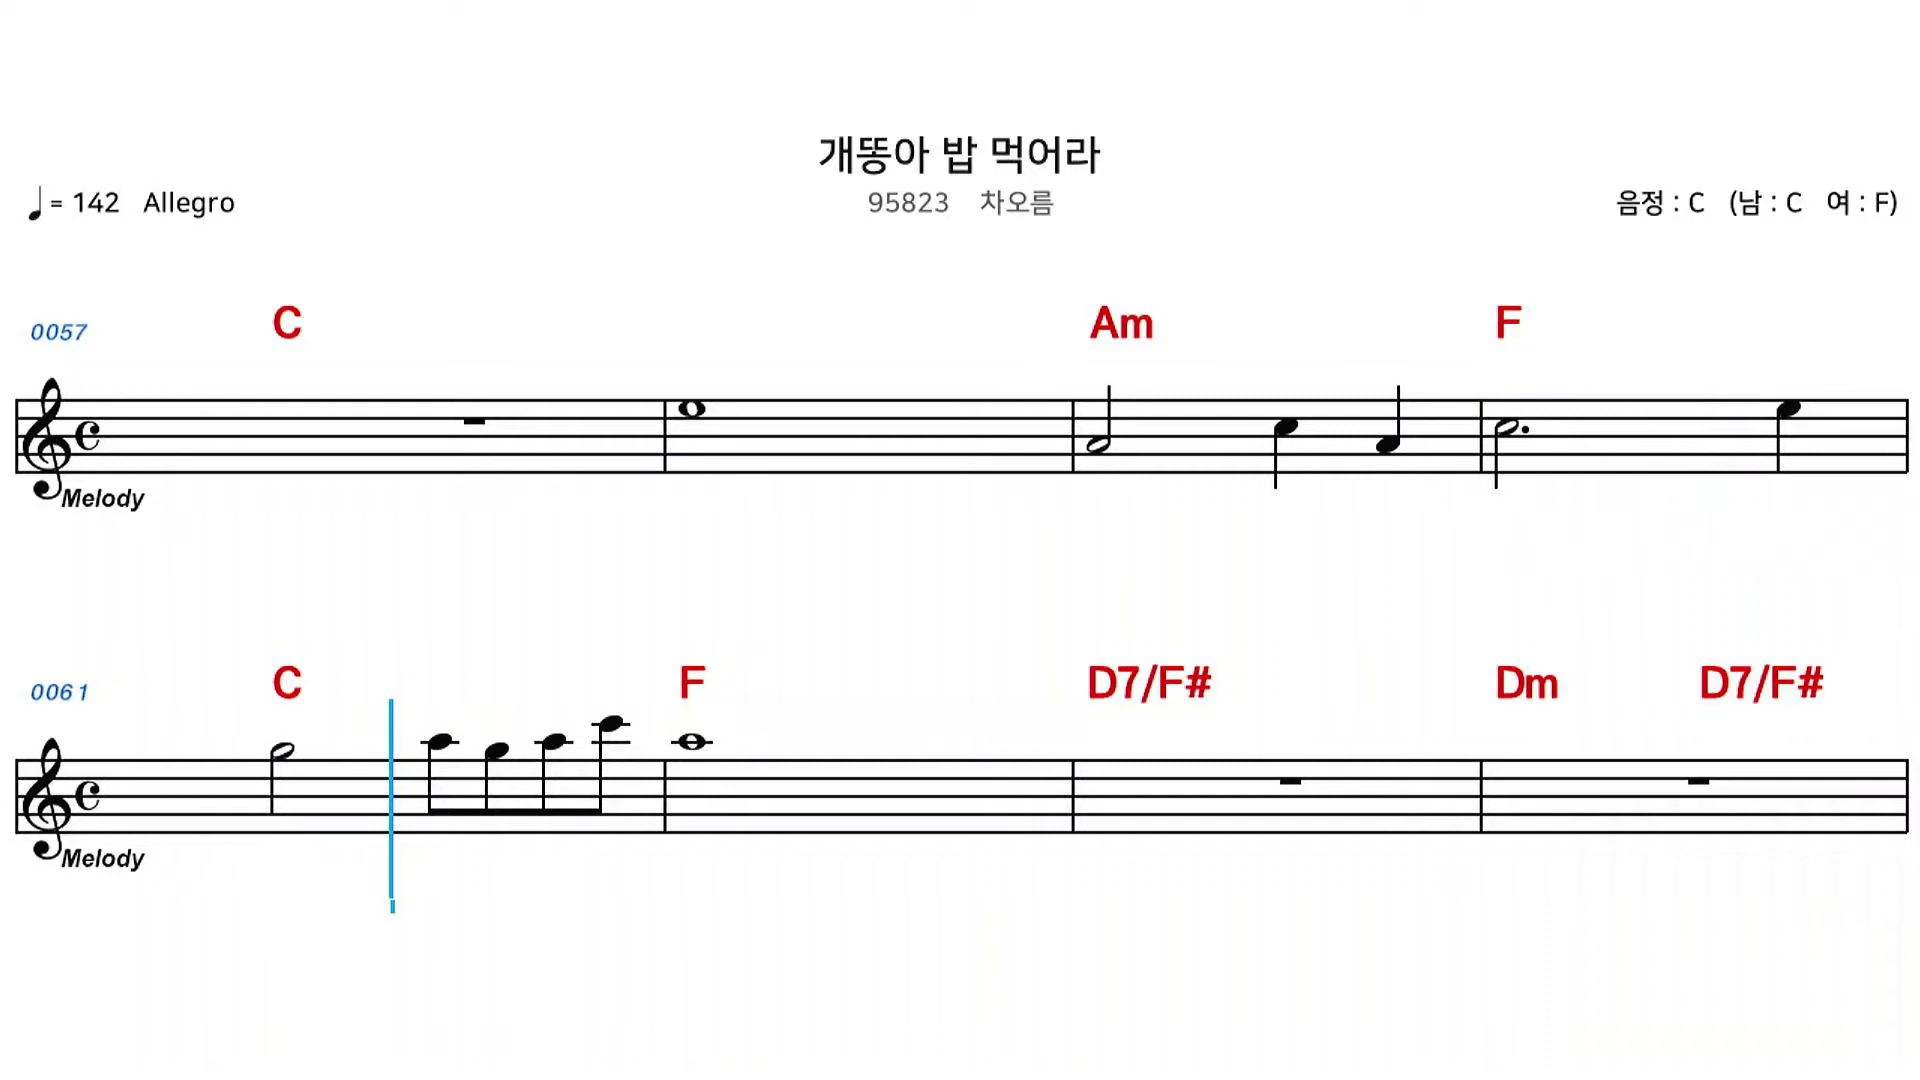 개똥아 밥 먹어라
= 142 Allegro
95823 차오름
음정 : C (남 : C 여 : F)
0057 C Am F
Melody
0061 C F D7/F# Dm D7/F#
Melody